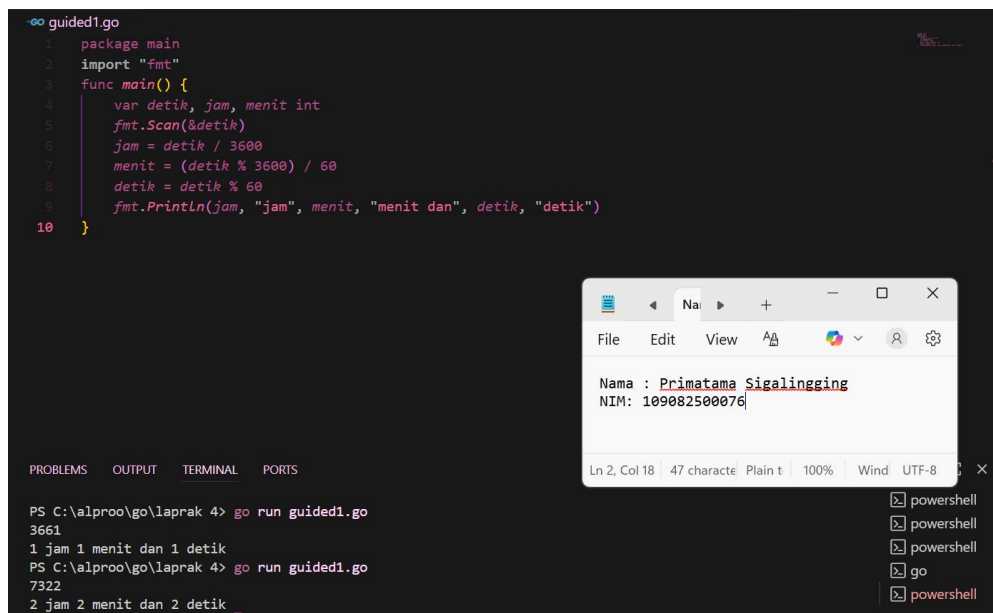 guided1.go
1 package main
2 import "fmt"
3 func main() {
4 var detik, jam, menit int
5 fmt.Scan(&detik)
6 jam = detik / 3600
7 menit = (detik % 3600) / 60
8 detik = detik % 60
9 fmt.Println(jam, "jam", menit, "menit dan", detik, "detik")
10 }
File Edit View
Nama : Primatama Sigalingging
NIM: 109082500076
Ln 2, Col 18 47 characte Plain t 100% Wind UTF-8
PROBLEMS OUTPUT TERMINAL PORTS
PS C:\alproo\go\laprak 4> go run guided1.go
3661
1 jam 1 menit dan 1 detik
PS C:\alproo\go\laprak 4> go run guided1.go
7322
2 jam 2 menit dan 2 detik
powershell
powershell
powershell
go
powershell